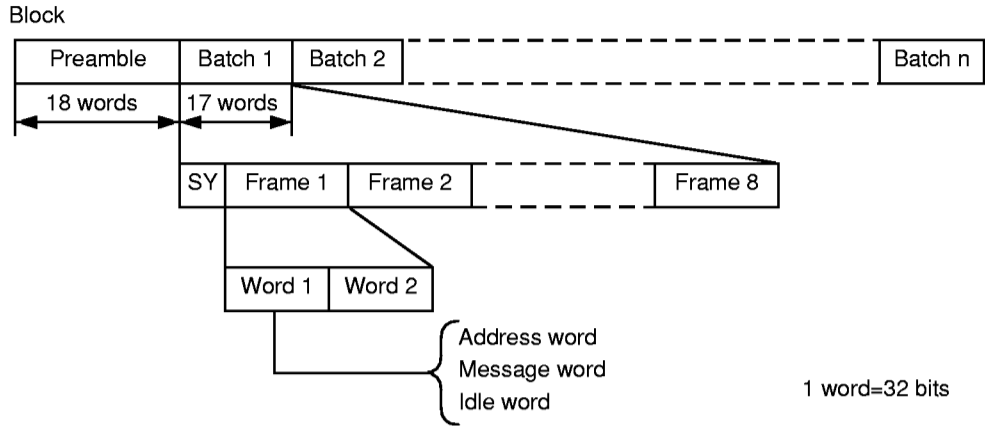 Block
Preamble Batch 1 Batch 2 Batch n
18 words 17 words
SY Frame 1 Frame 2 Frame 8
Word 1 Word 2
Address word
Message word
Idle word
1 word=32 bits